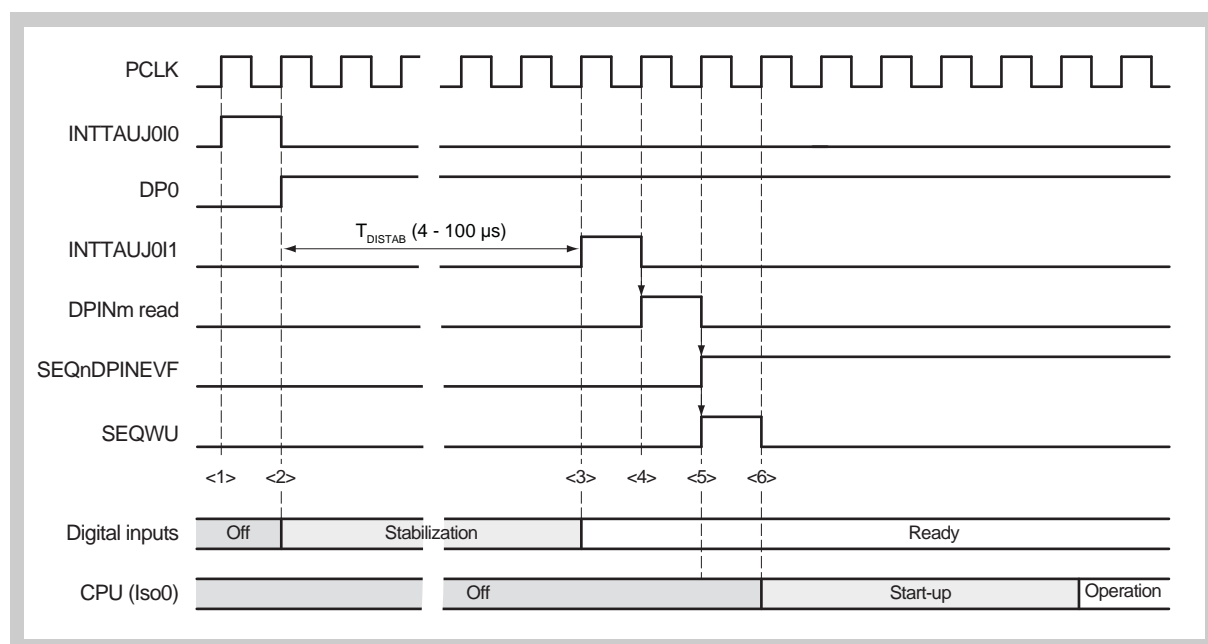 PCLK
INTTAUJ0I0
DP0
TDISTAB (4 - 100 µs)
INTTAUJ0I1
DPINm read
SEQnDPINEVF
SEQWU
<1> <2> <3> <4> <5> <6>
Digital inputs Off Stabilization Ready
CPU (Iso0) Off Start-up Operation